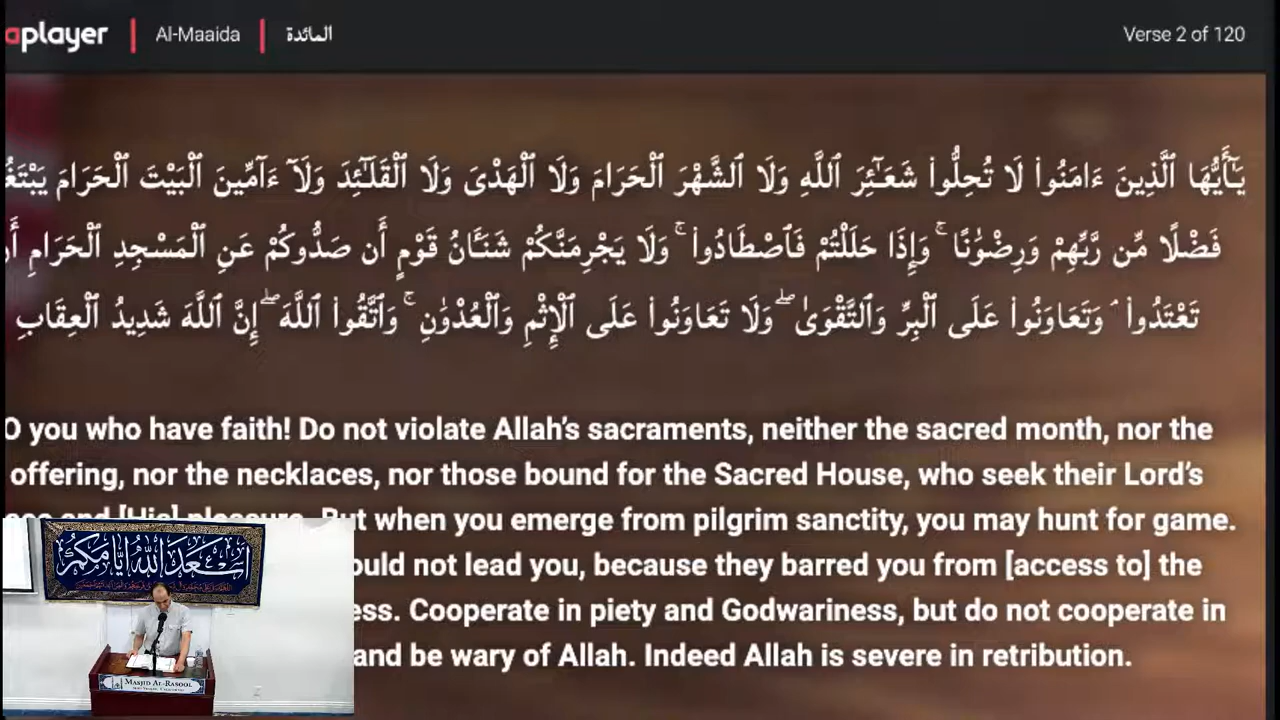 aplayer | Al-Maaida | المائدة
Verse 2 of 120
يَـٰٓأَيُّهَا ٱلَّذِينَ ءَامَنُوا۟ لَا تُحِلُّوا۟ شَعَـٰٓئِرَ ٱللَّهِ وَلَا ٱلشَّهْرَ ٱلْحَرَامَ وَلَا ٱلْهَدْىَ وَلَا ٱلْقَلَـٰٓئِدَ وَلَآ ءَآمِّينَ ٱلْبَيْتَ ٱلْحَرَامَ
فَضْلًا مِّن رَّبِّهِمْ وَرِضْوَٰنًا ۚ وَإِذَا حَلَلْتُمْ فَٱصْطَادُوا۟ ۚ وَلَا يَجْرِمَنَّكُمْ شَنَـَٔانُ قَوْمٍ أَن صَدُّوكُمْ عَنِ ٱلْمَسْجِدِ ٱلْحَرَامِ
تَعْتَدُوا۟ ۘ وَتَعَاوَنُوا۟ عَلَى ٱلْبِرِّ وَٱلتَّقْوَىٰ ۖ وَلَا تَعَاوَنُوا۟ عَلَى ٱلْإِثْمِ وَٱلْعُدْوَٰنِ ۚ وَٱتَّقُوا۟ ٱللَّهَ ۖ إِنَّ ٱللَّهَ شَدِيدُ ٱلْعِقَابِ
O you who have faith! Do not violate Allah's sacraments, neither the sacred month, nor the
offering, nor the necklaces, nor those bound for the Sacred House, who seek their Lord's
and [His] pleasure. But when you emerge from pilgrim sanctity, you may hunt for game.
ould not lead you, because they barred you from [access to] the
ess. Cooperate in piety and Godwariness, but do not cooperate in
and be wary of Allah. Indeed Allah is severe in retribution.
اسعد الله ايامكم
MASJID AL-RASOOL